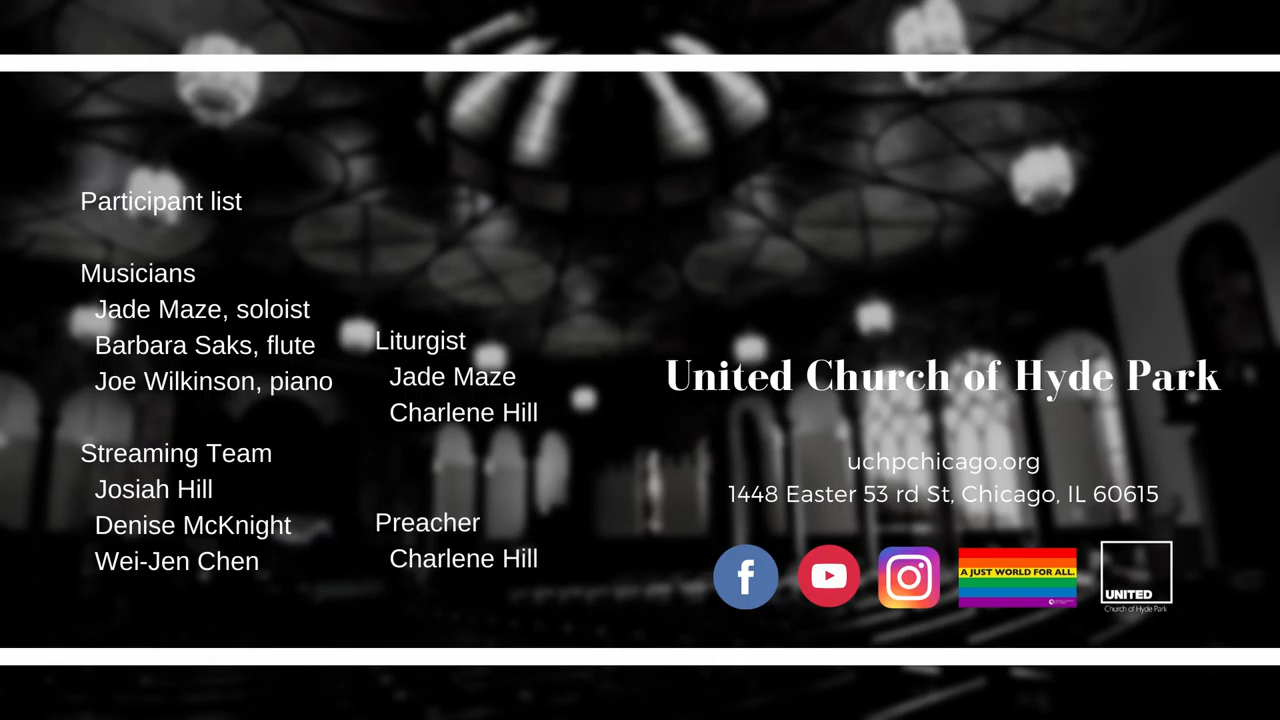 Participant list
Musicians
Jade Maze, soloist
Barbara Saks, flute
Joe Wilkinson, piano
Streaming Team
Josiah Hill
Denise McKnight
Wei-Jen Chen
Liturgist
Jade Maze
Charlene Hill
Preacher
Charlene Hill
United Church of Hyde Park
uchpchicago.org
1448 Easter 53 rd St, Chicago, IL 60615
f
A JUST WORLD FOR ALL.
UNITED
Church of Hyde Park